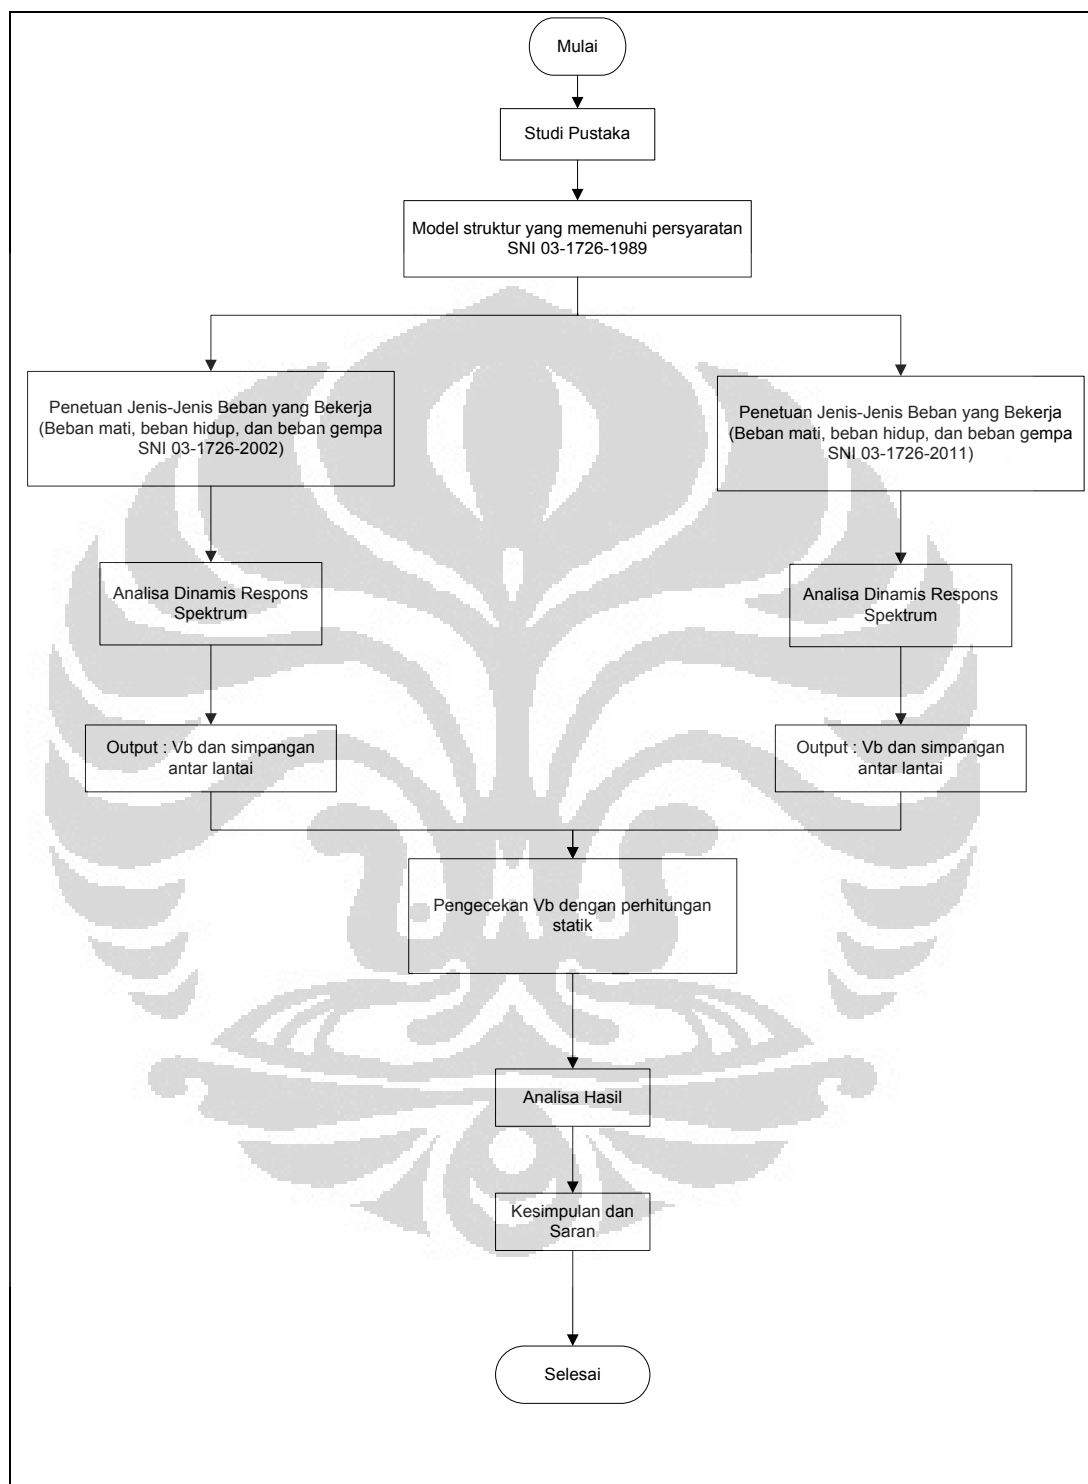 Mulai
Studi Pustaka
Model struktur yang memenuhi persyaratan
SNI 03-1726-1989
Penetuan Jenis-Jenis Beban yang Bekerja
(Beban mati, beban hidup, dan beban gempa
SNI 03-1726-2002)
Penetuan Jenis-Jenis Beban yang Bekerja
(Beban mati, beban hidup, dan beban gempa
SNI 03-1726-2011)
Analisa Dinamis Respons
Spektrum
Analisa Dinamis Respons
Spektrum
Output : Vb dan simpangan
antar lantai
Output : Vb dan simpangan
antar lantai
Pengecekan Vb dengan perhitungan
statik
Analisa Hasil
Kesimpulan dan
Saran
Selesai